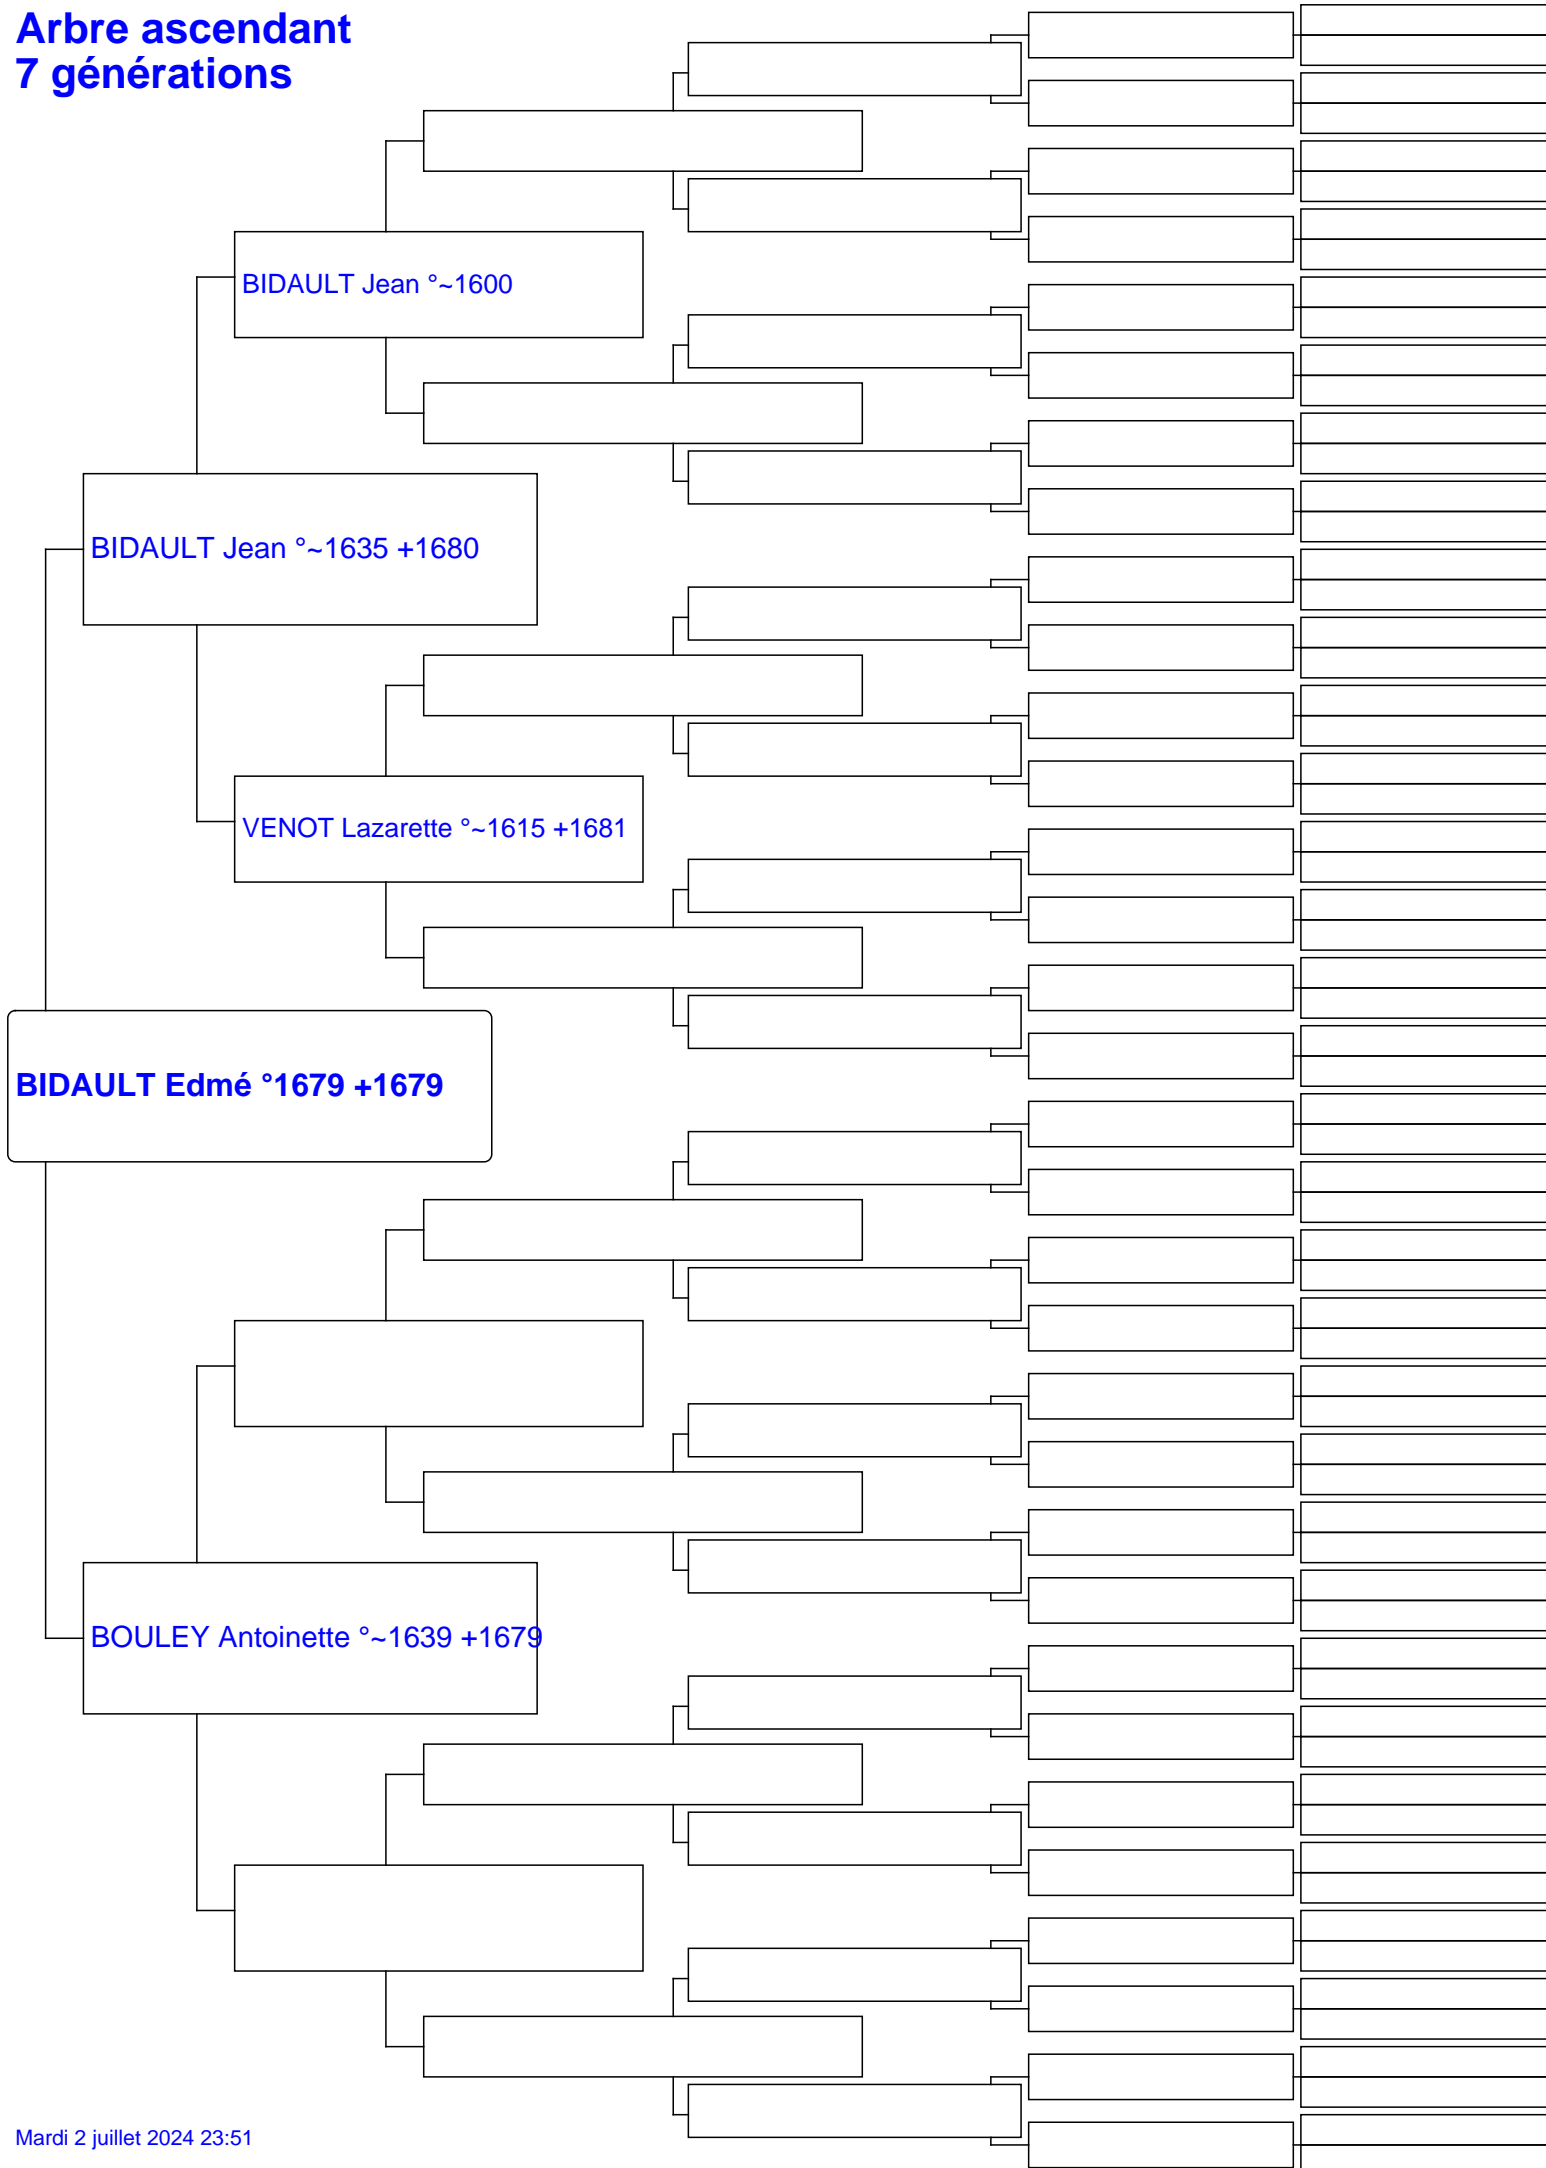 Arbre ascendant
7 générations
BIDAULT Jean °~1600
BIDAULT Jean °~1635 +1680
VENOT Lazarette °~1615 +1681
BIDAULT Edmé °1679 +1679
BOULEY Antoinette °~1639 +1679
Mardi 2 juillet 2024 23:51